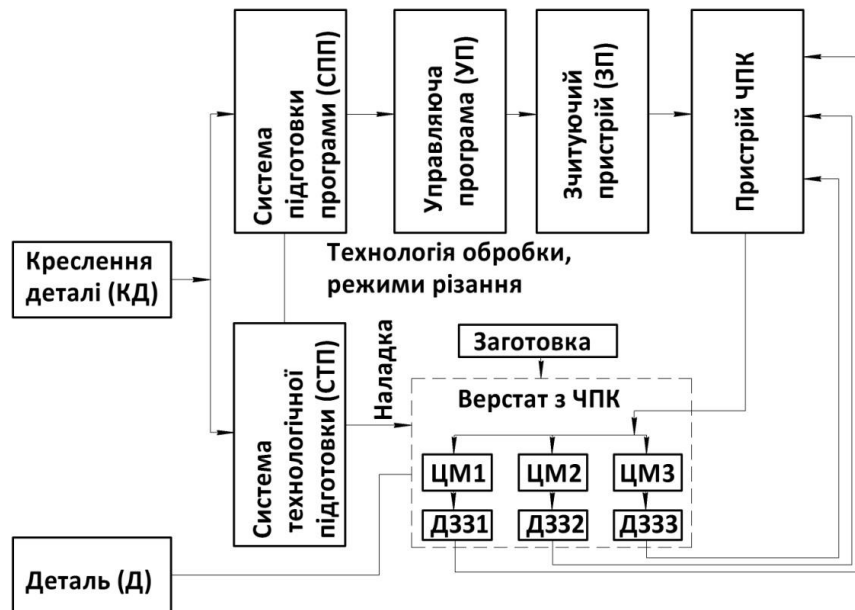 Система
підготовки
програми (СПП)
Управляюча
програма (УП)
Зчитуючий
пристрій (ЗП)
Пристрій ЧПК
Креслення
деталі (КД)
Технологія обробки,
режими різання
Система
технологічної
підготовки (СТП)
Наладка
Заготовка
Верстат з ЧПК
ЦМ1
ЦМ2
ЦМ3
ДЗЗ1
ДЗЗ2
ДЗЗ3
Деталь (Д)